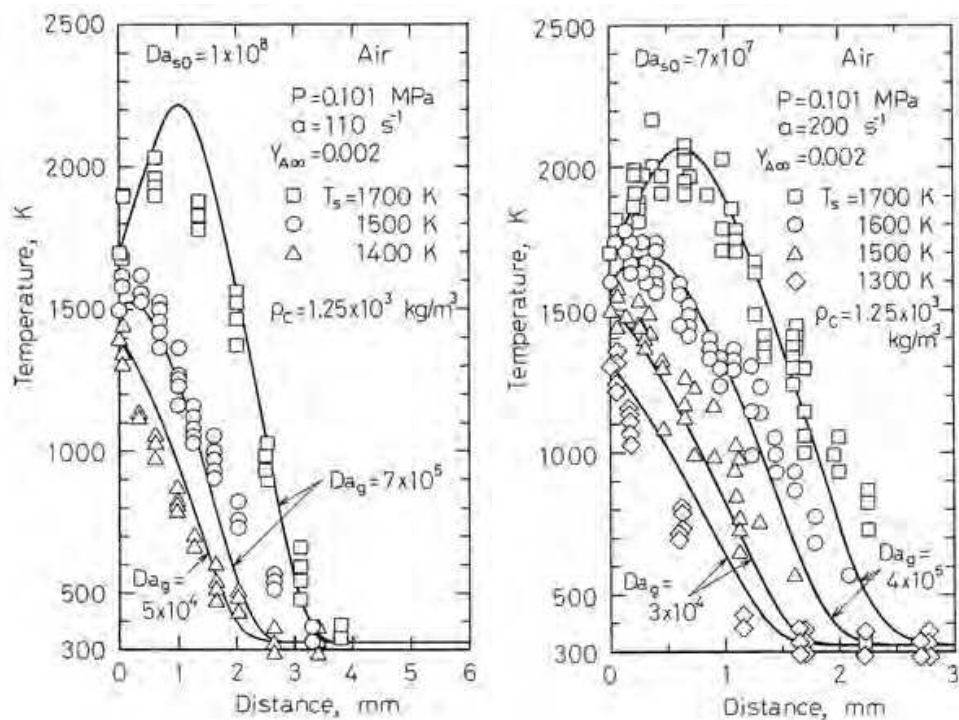 2500
2000
1500
1000
500
300
Temperature, K
Da_s0=1x10^8
Air
P=0.101 MPa
a=110 s^-1
Y_A∞=0.002
□ T_s=1700 K
○ 1500 K
△ 1400 K
ρ_C=1.25x10^3 kg/m^3
Da_g=7x10^5
Da_g=
5x10^4
0 1 2 3 4 5 6
Distance, mm
2500
2000
1500
1000
500
300
Temperature, K
Da_s0=7x10^7
Air
P=0.101 MPa
a=200 s^-1
Y_A∞=0.002
□ T_s=1700 K
○ 1600 K
△ 1500 K
◇ 1300 K
ρ_C=1.25x10^3
kg/m^3
Da_g=
3x10^4
Da_g=
4x10^5
0 1 2 3
Distance, mm